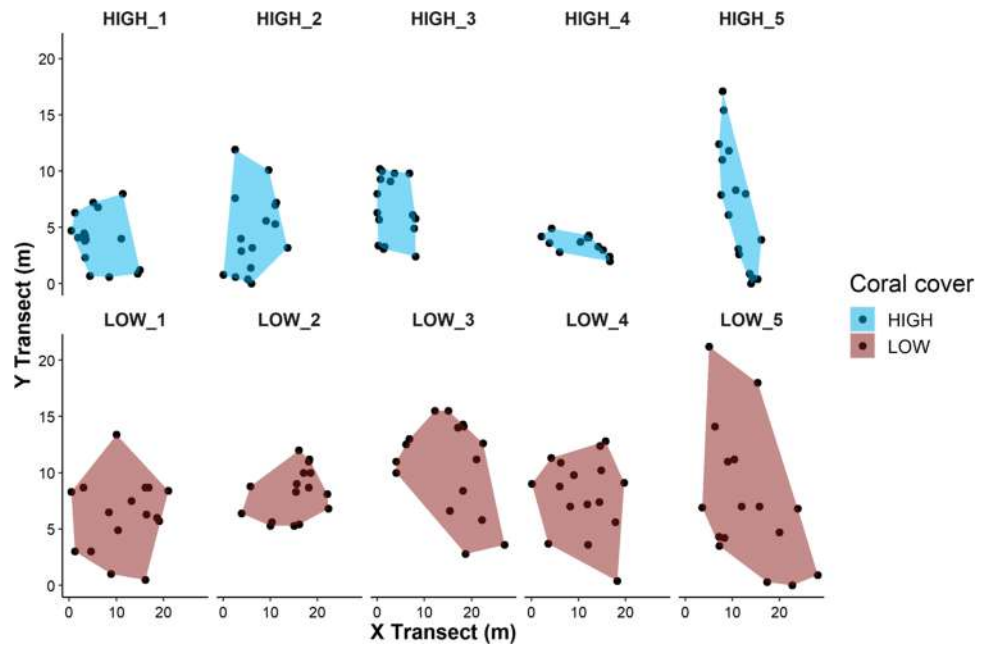 HIGH_1 HIGH_2 HIGH_3 HIGH_4 HIGH_5
20
15
10
5
0
LOW_1 LOW_2 LOW_3 LOW_4 LOW_5
20
15
10
5
0
0 10 20 0 10 20 0 10 20 0 10 20 0 10 20
X Transect (m)
Y Transect (m)
Coral cover
HIGH
LOW